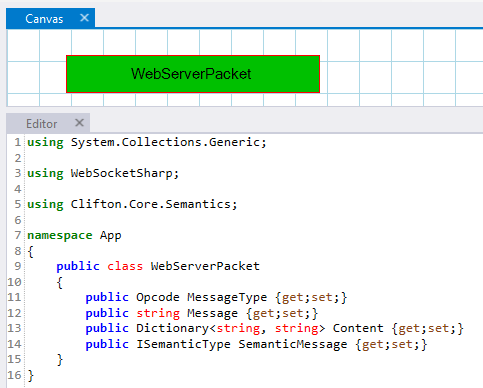 Canvas ×
WebServerPacket
Editor ×
1 using System.Collections.Generic;
2
3 using WebSocketSharp;
4
5 using Clifton.Core.Semantics;
6
7 namespace App
8 {
9     public class WebServerPacket
10     {
11         public Opcode MessageType {get;set;}
12         public string Message {get;set;}
13         public Dictionary<string, string> Content {get;set;}
14         public ISemanticType SemanticMessage {get;set;}
15     }
16 }